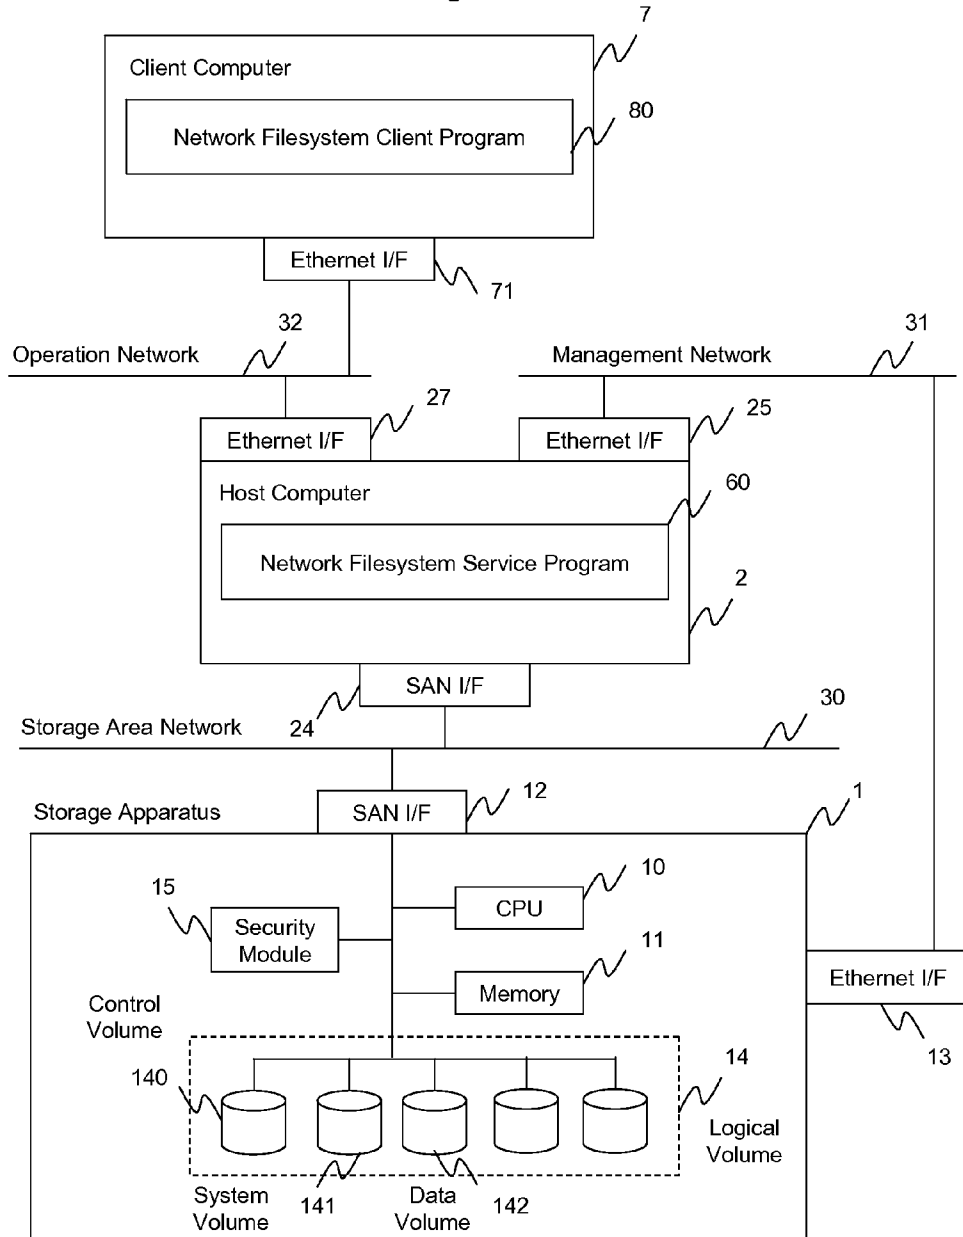 7
Client Computer
80
Network Filesystem Client Program
Ethernet I/F
71
32
31
Operation Network
Management Network
27
25
Ethernet I/F
Ethernet I/F
60
Host Computer
Network Filesystem Service Program
2
SAN I/F
24
30
Storage Area Network
12
1
Storage Apparatus
SAN I/F
10
15
CPU
Security
Module
11
Memory
Ethernet I/F
Control
Volume
13
14
140
Logical
Volume
System
Volume
141
Data
Volume
142